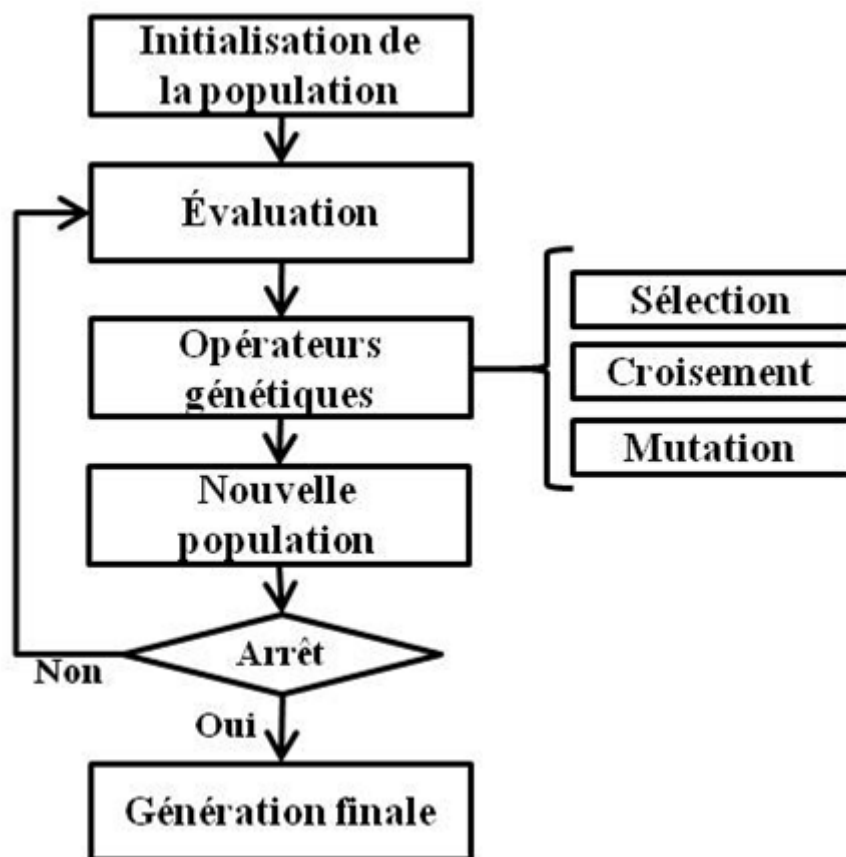 Initialisation de
la population
Évaluation
Opérateurs
génétiques
Sélection
Croisement
Mutation
Nouvelle
population
Arrêt
Non
Oui
Génération finale